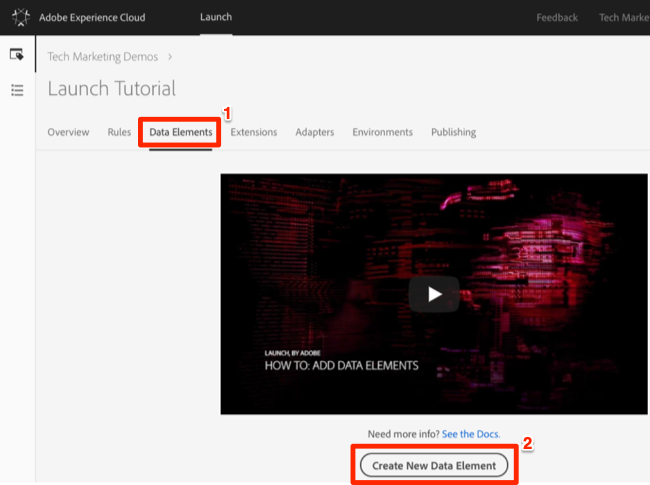 Adobe Experience Cloud Launch Feedback Tech Marke
Tech Marketing Demos >
Launch Tutorial
1
Overview Rules Data Elements Extensions Adapters Environments Publishing
LAUNCH, BY ADOBE
HOW TO: ADD DATA ELEMENTS
Need more info? See the Docs.
2
Create New Data Element